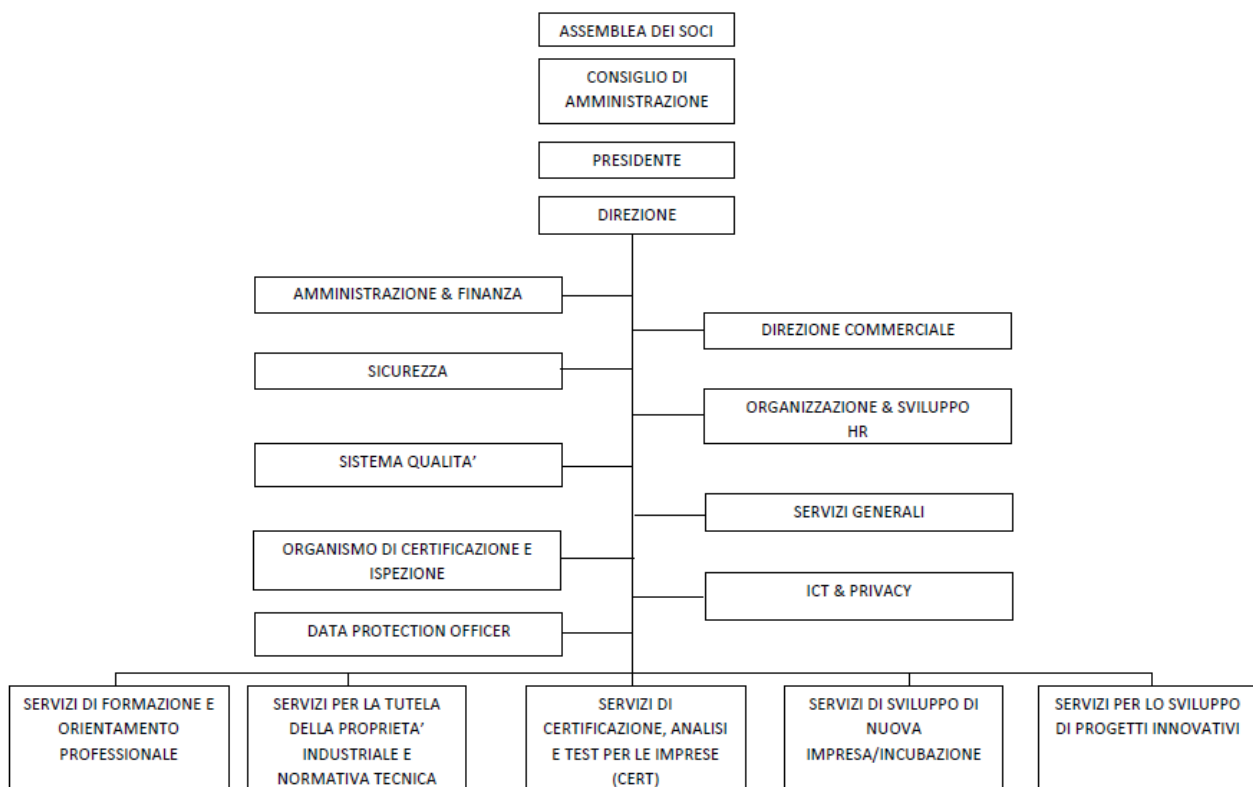 ASSEMBLEA DEI SOCI
CONSIGLIO DI
AMMINISTRAZIONE
PRESIDENTE
DIREZIONE
AMMINISTRAZIONE & FINANZA
DIREZIONE COMMERCIALE
SICUREZZA
ORGANIZZAZIONE & SVILUPPO
HR
SISTEMA QUALITA’
SERVIZI GENERALI
ORGANISMO DI CERTIFICAZIONE E
ISPEZIONE
ICT & PRIVACY
DATA PROTECTION OFFICER
SERVIZI DI FORMAZIONE E
ORIENTAMENTO
PROFESSIONALE
SERVIZI PER LA TUTELA
DELLA PROPRIETA’
INDUSTRIALE E
NORMATIVA TECNICA
SERVIZI DI
CERTIFICAZIONE, ANALISI
E TEST PER LE IMPRESE
(CERT)
SERVIZI DI SVILUPPO DI
NUOVA
IMPRESA/INCUBAZIONE
SERVIZI PER LO SVILUPPO
DI PROGETTI INNOVATIVI